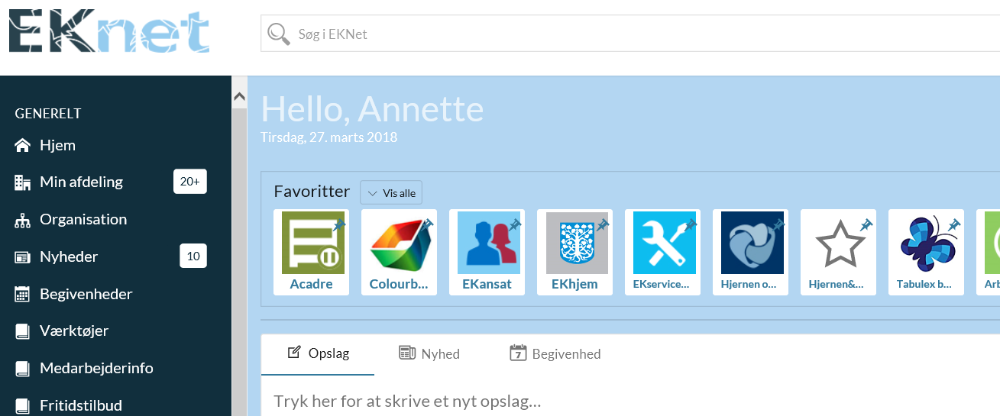 EKnet
Søg i EKNet
GENERELT
Hjem
Min afdeling 20+
Organisation
Nyheder 10
Begivenheder
Værktøjer
Medarbejderinfo
Fritidstilbud
Hello, Annette
Tirsdag, 27. marts 2018
Favoritter Vis alle
Acadre Colourb... EKansat EKhjem EKservice... Hjernen o... Hjernen&... Tabulex b... Arb
Opslag Nyhed 7 Begivenhed
Tryk her for at skrive et nyt opslag...